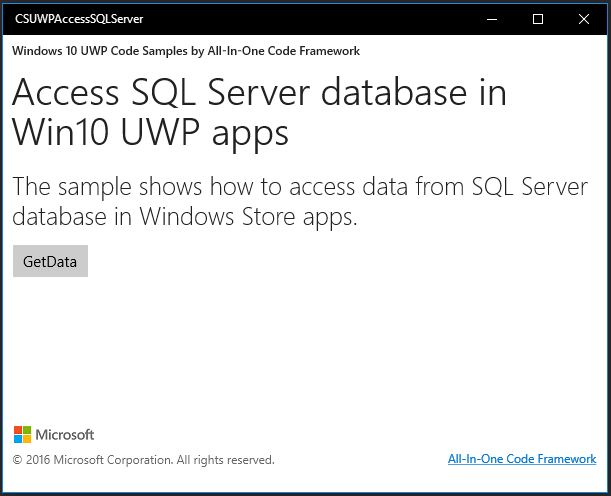 CSUWPAccessSQLServer
Windows 10 UWP Code Samples by All-In-One Code Framework
Access SQL Server database in
Win10 UWP apps
The sample shows how to access data from SQL Server
database in Windows Store apps.
GetData
Microsoft
© 2016 Microsoft Corporation. All rights reserved.
All-In-One Code Framework